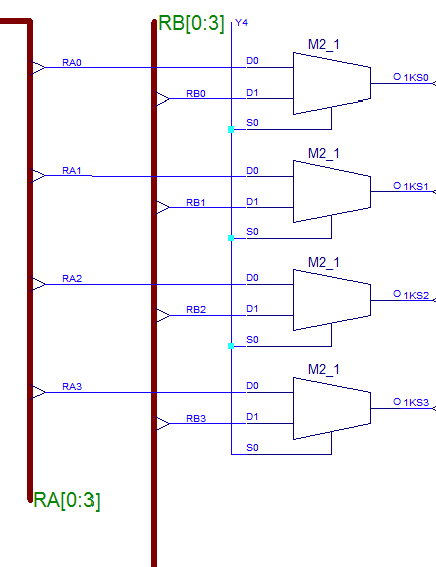 RB[0:3]
Y4
M2_1
RA0
D0
O 1KS0
RB0
D1
S0
M2_1
RA1
D0
O 1KS1
RB1
D1
S0
M2_1
RA2
D0
O 1KS2
RB2
D1
S0
M2_1
RA3
D0
O 1KS3
RB3
D1
S0
RA[0:3]